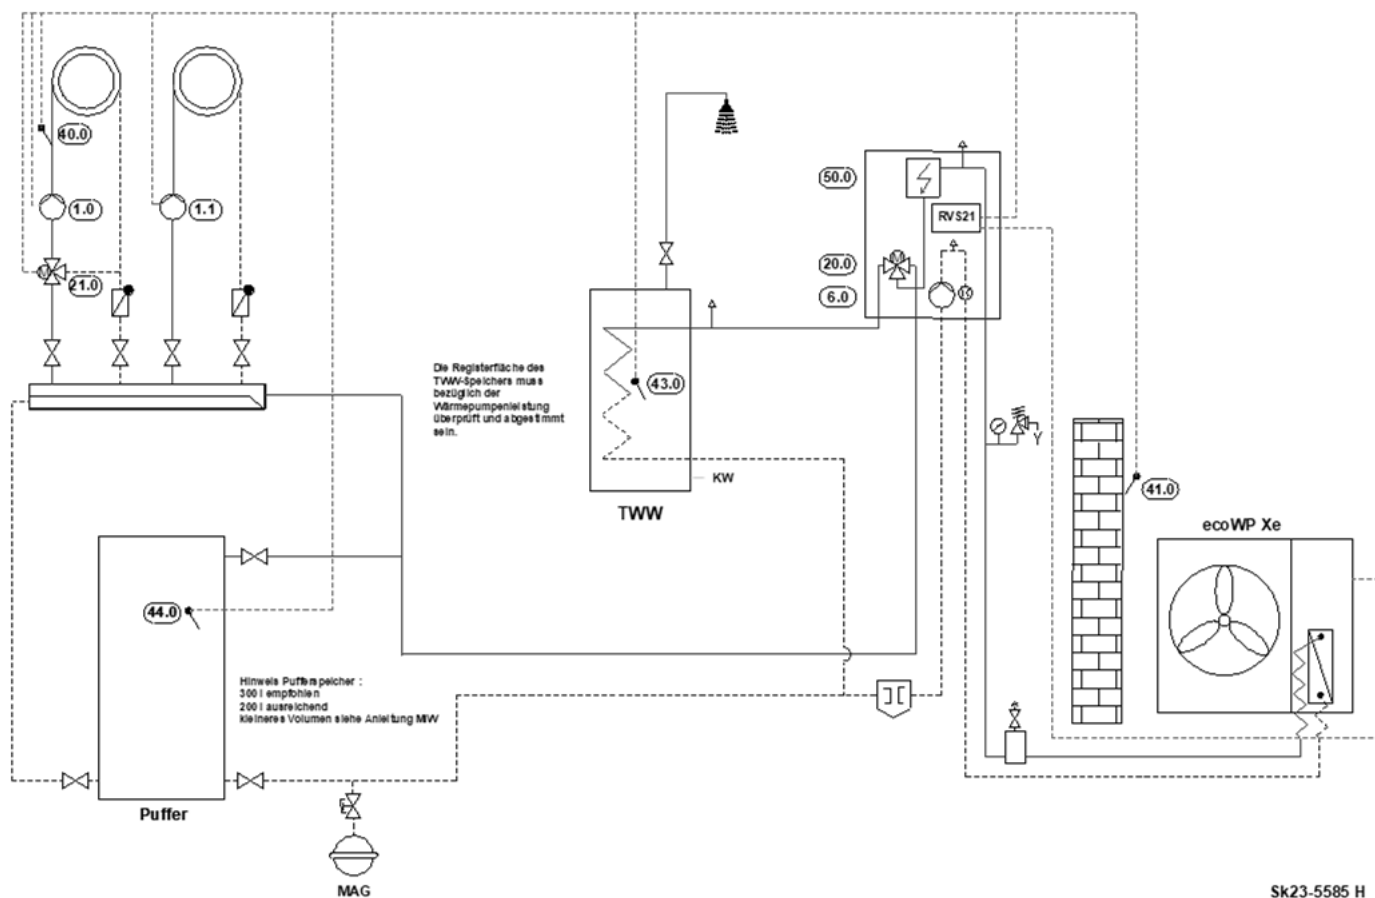 40.0
1.0
1.1
M
21.0
50.0
RVS21
20.0
M
6.0
Die Registerfläche des
TWW-Speichers muss
bezüglich der
Wärmepumpenleistung
überprüft und abgestimmt
sein.
43.0
KW
TWW
41.0
ecoWP Xe
44.0
Hinweis Pufferspeicher :
300 l empfohlen
200 l ausreichend
kleineres Volumen siehe Anleitung MIW
Puffer
MAG
Sk23-5585 H